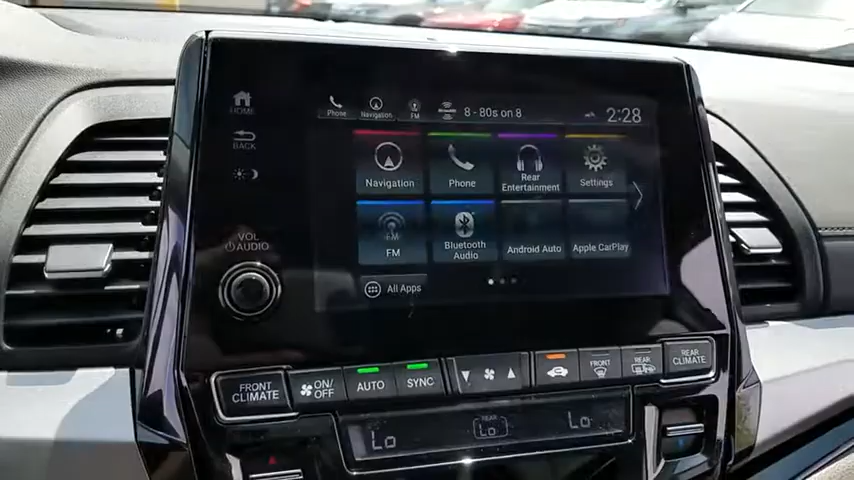 HOME
BACK
VOL
AUDIO
Phone Navigation FM 8-80s on 8 2:28
Navigation Phone Rear Entertainment Settings
FM
FM Bluetooth Audio Android Auto Apple CarPlay
All Apps
FRONT CLIMATE ON/OFF AUTO SYNC FRONT REAR REAR CLIMATE
REAR
Lo Lo Lo